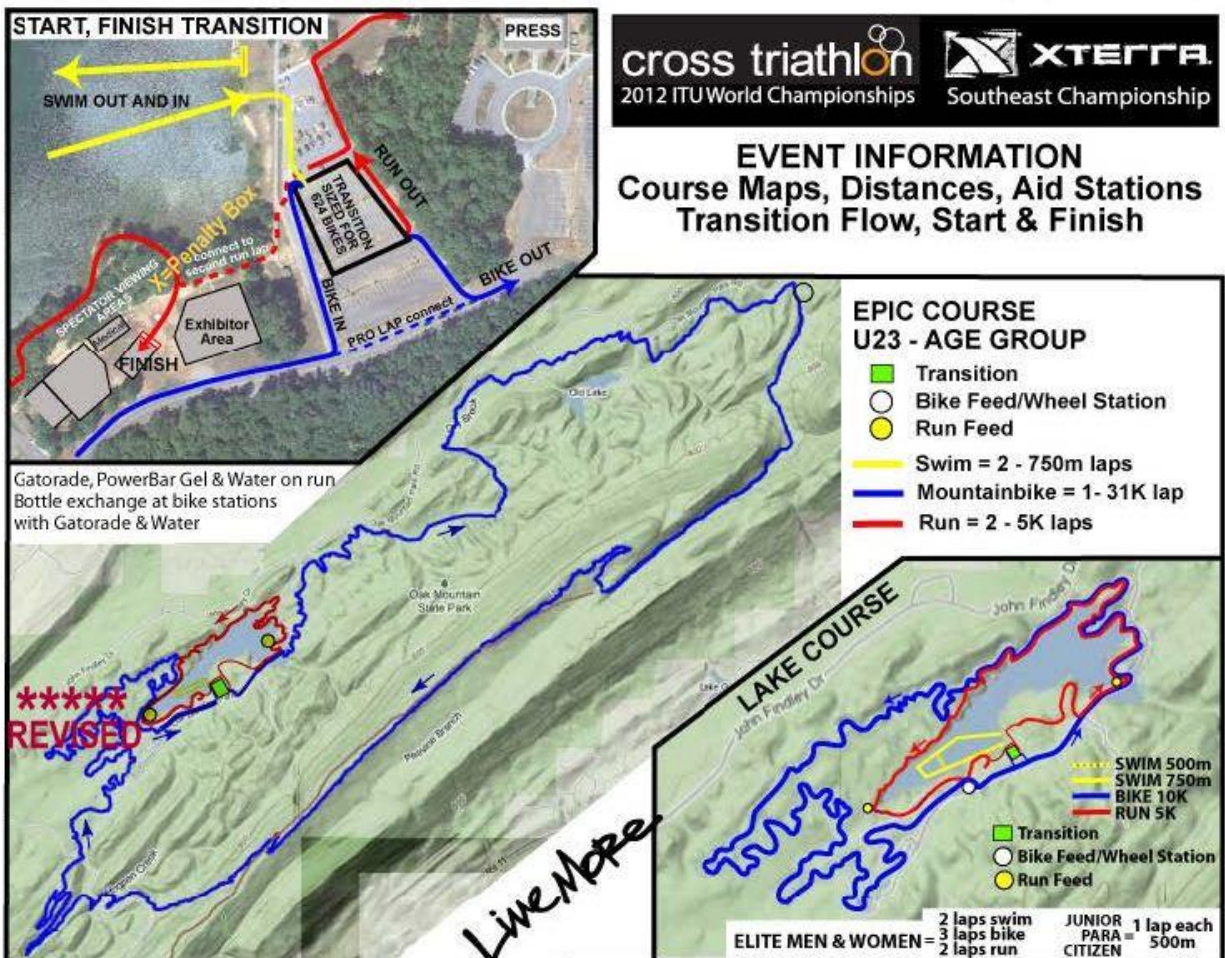 START, FINISH TRANSITION
PRESS
SWIM OUT AND IN
RUN OUT
TRANSITION
SIZED FOR
624 BIKES
X=Penalty Box
connect to
second run lap
SPECTATOR VIEWING
AREAS
Medical
Exhibitor
Area
FINISH
BIKE IN
BIKE OUT
PRO LAP connect
Gatorade, PowerBar Gel & Water on run
Bottle exchange at bike stations
with Gatorade & Water
cross triathlon
2012 ITU World Championships
XTERRA
Southeast Championship
EVENT INFORMATION
Course Maps, Distances, Aid Stations
Transition Flow, Start & Finish
EPIC COURSE
U23 - AGE GROUP
Transition
Bike Feed/Wheel Station
Run Feed
Swim = 2 - 750m laps
Mountainbike = 1- 31K lap
Run = 2 - 5K laps
Old Lake
Oak Mountain
State Park
Peavine Branch
*****
REVISED
Live More
LAKE COURSE
John Findley Dr
John Findley Dr
SWIM 500m
SWIM 750m
BIKE 10K
RUN 5K
Transition
Bike Feed/Wheel Station
Run Feed
ELITE MEN & WOMEN =
2 laps swim
3 laps bike
2 laps run
JUNIOR
PARA
CITIZEN
=
1 lap each
500m